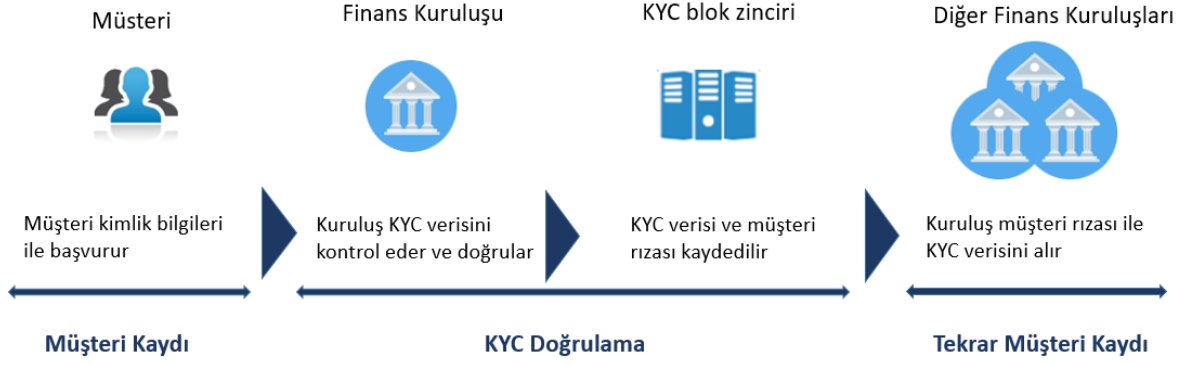 Müsteri
Finans Kuruluşu
KYC blok zinciri
Diğer Finans Kuruluşları
Müşteri kimlik bilgileri
ile başvurur
Kuruluş KYC verisini
kontrol eder ve doğrular
KYC verisi ve müşteri
rızası kaydedilir
Kuruluş müşteri rızası ile
KYC verisini alır
Müşteri Kaydı
KYC Doğrulama
Tekrar Müşteri Kaydı